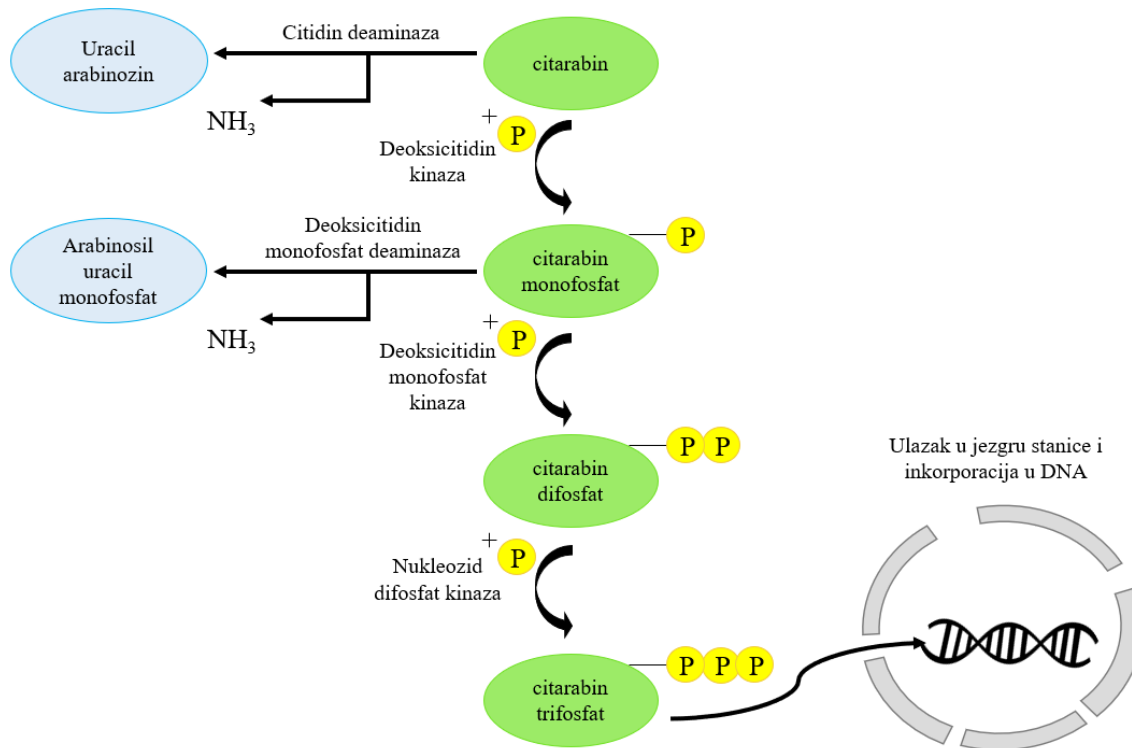 Uracil
arabinozin
Citidin deaminaza
citarabin
NH3
+
P
Deoksicitidin
kinaza
P
Arabinosil
uracil
monofosfat
Deoksicitidin
monofosfat deaminaza
citarabin
monofosfat
NH3
+
P
Deoksicitidin
monofosfat
kinaza
P P
citarabin
difosfat
Ulazak u jezgru stanice i
inkorporacija u DNA
+
P
Nukleozid
difosfat kinaza
P P P
citarabin
trifosfat